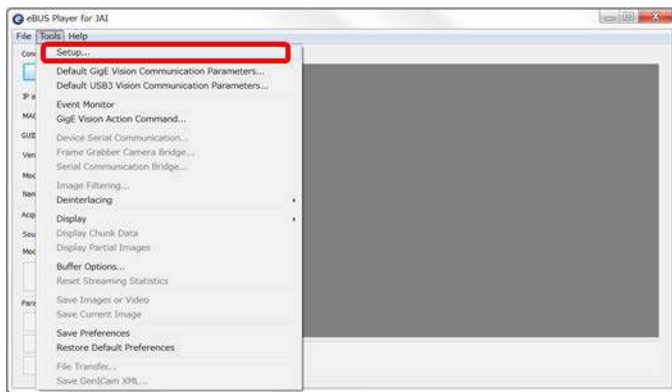 eBUS Player for JAI
File Tools Help
Setup...
Default GigE Vision Communication Parameters...
Default USB3 Vision Communication Parameters...
Event Monitor
GigE Vision Action Command...
Device Serial Communication...
Frame Grabber Camera Bridge...
Serial Communication Bridge...
Image Filtering...
Deinterlacing
Display
Display Chunk Data
Display Partial Images
Buffer Options...
Reset Streaming Statistics
Save Images or Video
Save Current Image
Save Preferences
Restore Default Preferences
File Transfer...
Save GenICam XML...